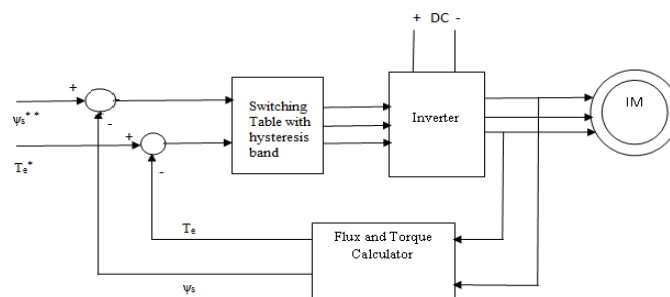 + DC -
+
ψs**
-
Te*
+
-
Switching
Table with
hysteresis
band
Inverter
IM
Te
Flux and Torque
Calculator
ψs